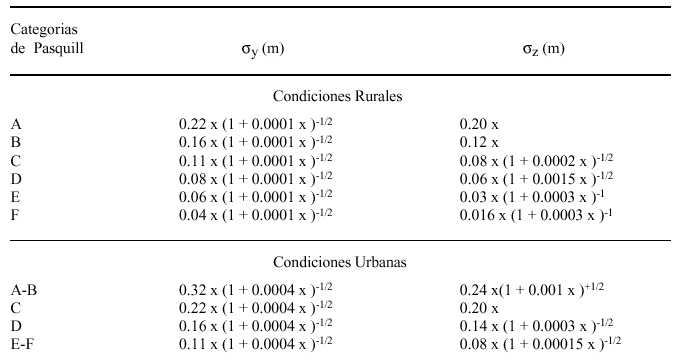 Categorias
de Pasquill σy (m) σz (m)
Condiciones Rurales
A 0.22 x (1 + 0.0001 x )-1/2 0.20 x
B 0.16 x (1 + 0.0001 x )-1/2 0.12 x
C 0.11 x (1 + 0.0001 x )-1/2 0.08 x (1 + 0.0002 x )-1/2
D 0.08 x (1 + 0.0001 x )-1/2 0.06 x (1 + 0.0015 x )-1/2
E 0.06 x (1 + 0.0001 x )-1/2 0.03 x (1 + 0.0003 x )-1
F 0.04 x (1 + 0.0001 x )-1/2 0.016 x (1 + 0.0003 x )-1
Condiciones Urbanas
A-B 0.32 x (1 + 0.0004 x )-1/2 0.24 x(1 + 0.001 x )+1/2
C 0.22 x (1 + 0.0004 x )-1/2 0.20 x
D 0.16 x (1 + 0.0004 x )-1/2 0.14 x (1 + 0.0003 x )-1/2
E-F 0.11 x (1 + 0.0004 x )-1/2 0.08 x (1 + 0.00015 x )-1/2